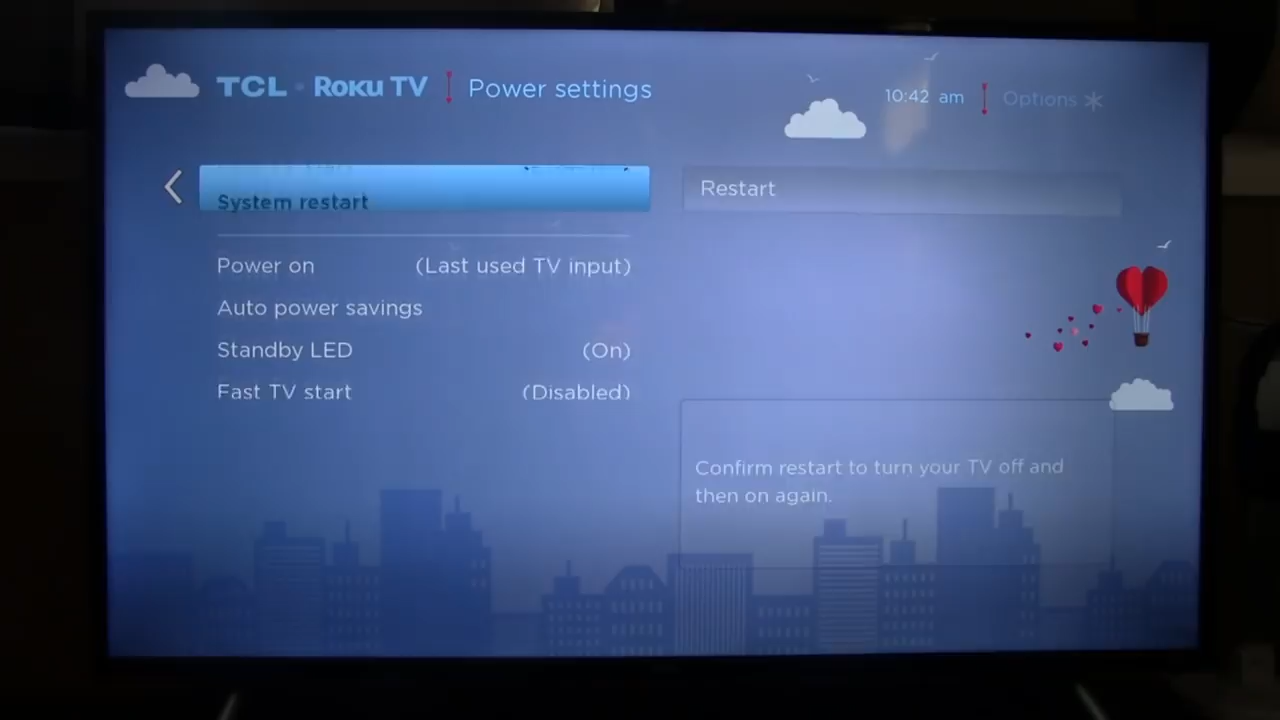 TCL • Roku TV Power settings
10:42 am Options
System restart
Restart
Power on (Last used TV input)
Auto power savings
Standby LED (On)
Fast TV start (Disabled)
Confirm restart to turn your TV off and
then on again.